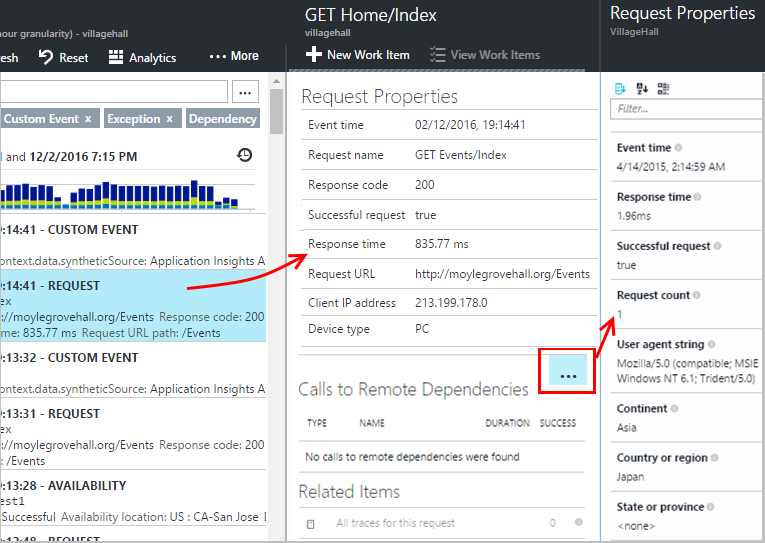 our granularity) - villagehall
esh
Reset
Analytics
... More
...
Custom Event x
Exception x
Dependency
l and 12/2/2016 7:15 PM
9:14:41 - CUSTOM EVENT
ontext.data.syntheticSource: Application Insights A
9:14:41 - REQUEST
ex
//moylegrovehall.org/Events Response code: 200
me: 835.77 ms Request URL path: /Events
9:13:32 - CUSTOM EVENT
ontext.data.syntheticSource: Application Insights A
9:13:31 - REQUEST
//moylegrovehall.org/Events Response code: 200
: /Events
9:13:28 - AVAILABILITY
est1
Successful Availability location: US : CA-San Jose
GET Home/Index
villagehall
New Work Item
View Work Items
Request Properties
Event time 02/12/2016, 19:14:41
Request name GET Events/Index
Response code 200
Successful request true
Response time 835.77 ms
Request URL http://moylegrovehall.org/Events
Client IP address 213.199.178.0
Device type PC
...
Calls to Remote Dependencies
TYPE NAME DURATION SUCCESS
No calls to remote dependencies were found
Related Items
All traces for this request 0
Request Properties
VillageHall
Filter...
Event time
4/14/2015, 2:14:59 AM
Response time
1.96ms
Successful request
true
Request count
1
User agent string
Mozilla/5.0 (compatible; MSIE
Windows NT 6.1; Trident/5.0)
Continent
Asia
Country or region
Japan
State or province
<none>